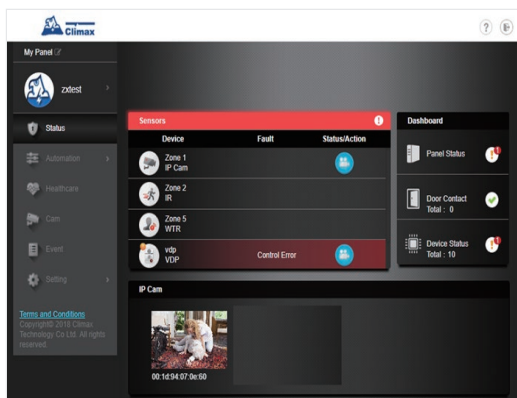 Climax
?
My Panel
zxtest
Status
Automation
Healthcare
Cam
Event
Setting
Terms and Conditions
Copyright© 2018 Climax
Technology Co Ltd. All rights
reserved.
Sensors
Device Fault Status/Action
Zone 1
IP Cam
Zone 2
IR
Zone 5
WTR
vdp
VDP
Control Error
Dashboard
Panel Status
Door Contact
Total : 0
Device Status
Total : 10
IP Cam
00:1d:94:07:0e:60